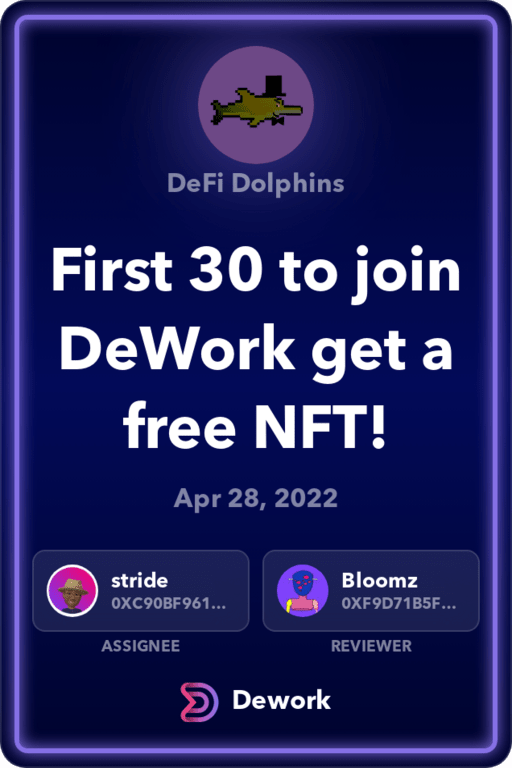 DeFi Dolphins
First 30 to join
DeWork get a
free NFT!
Apr 28, 2022
stride
0XC90BF961...
ASSIGNEE
Bloomz
0XF9D71B5F...
REVIEWER
Dework